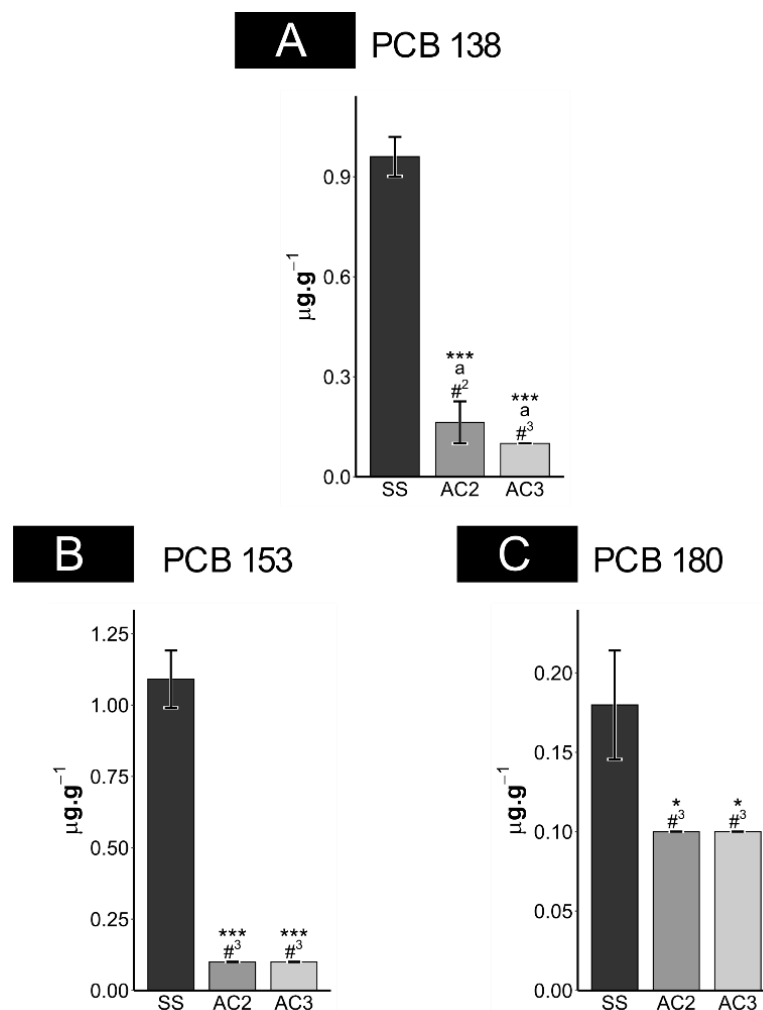 A PCB 138
µg.g⁻¹
0.9
0.6
0.3
0.0
***
a
#²
***
a
#³
SS AC2 AC3
B PCB 153
µg.g⁻¹
1.25
1.00
0.75
0.50
0.25
0.00
*** ***
#³ #³
SS AC2 AC3
C PCB 180
µg.g⁻¹
0.20
0.15
0.10
0.05
0.00
* *
#³ #³
SS AC2 AC3